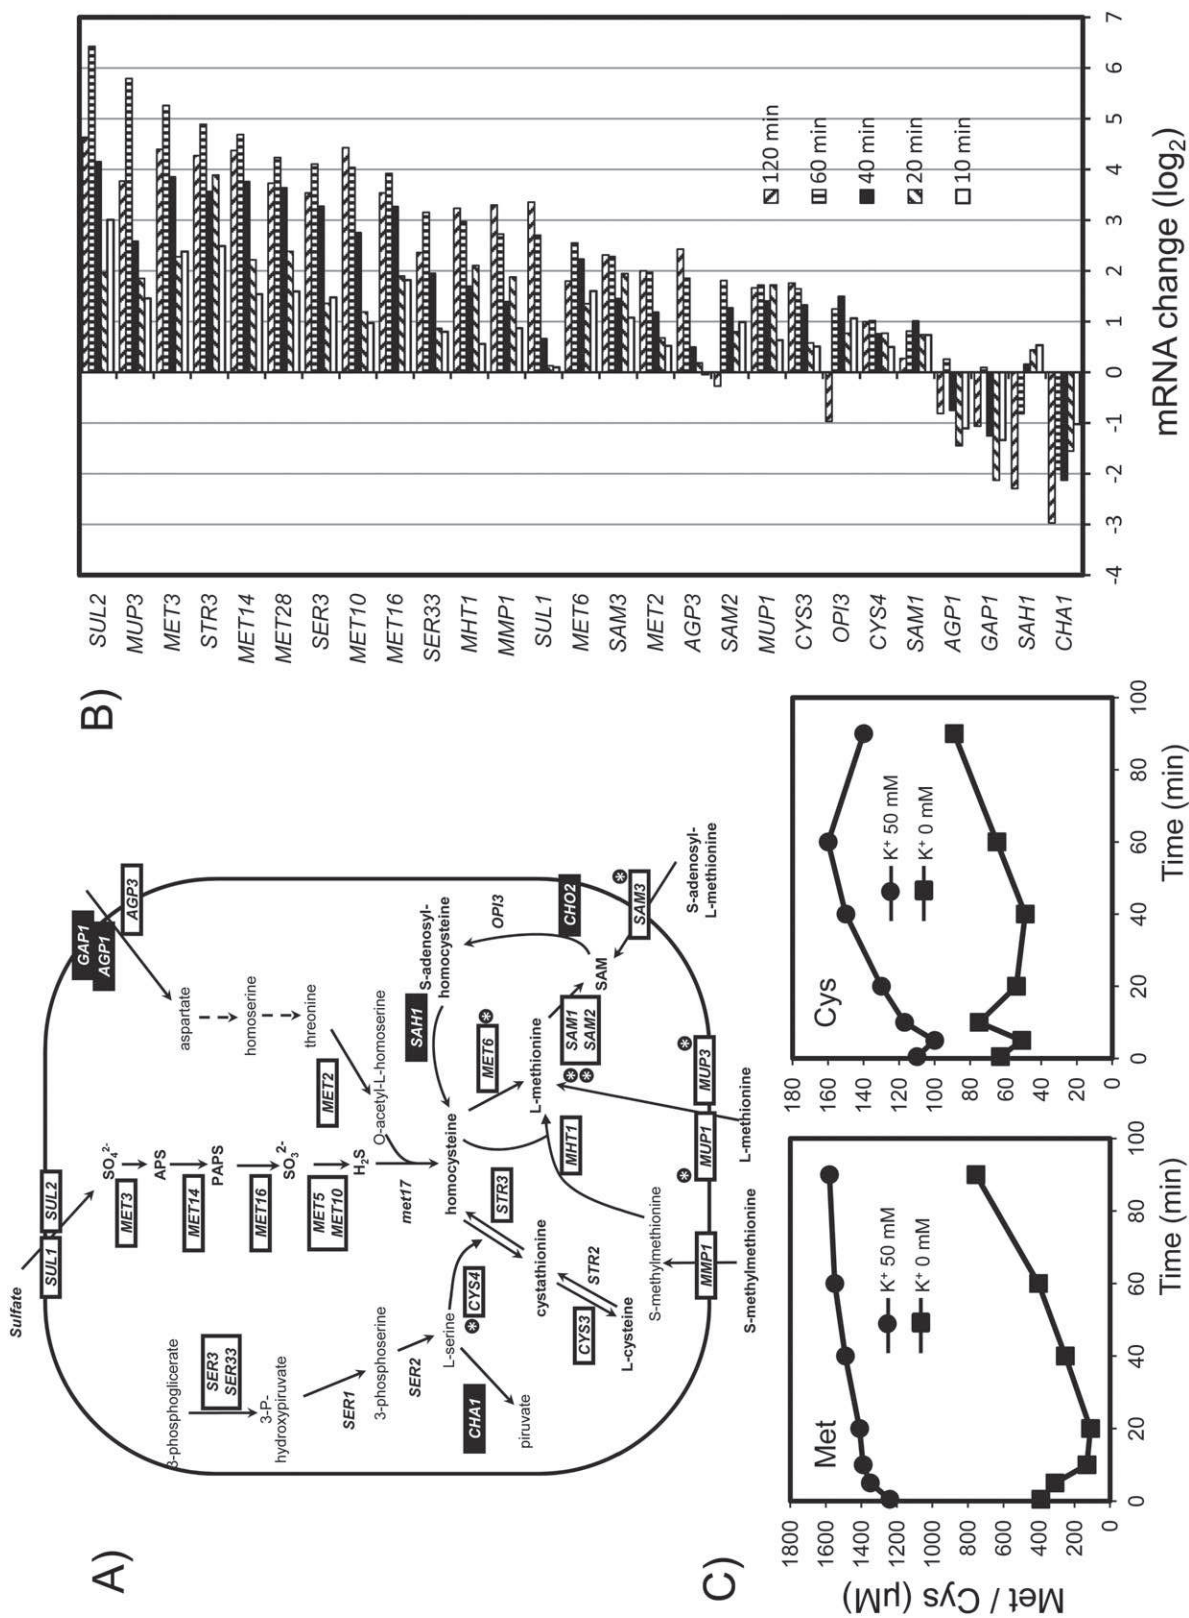 A)
Sulfate
SUL1
SUL2
GAP1
AGP1
AGP3
3-phosphoglicerate
SER3
SER33
3-P-
hydroxypiruvate
SER1
3-phosphoserine
SER2
L-serine
CHA1
piruvate
CYS4
SO₄²⁻
MET3
APS
MET14
PAPS
MET16
SO₃²⁻
MET5
MET10
H₂S
met17
aspartate
homoserine
threonine
MET2
O-acetyl-L-homoserine
homocysteine
SAH1
S-adenosyl-
homocysteine
OPI3
CHO2
STR3
cystathionine
CYS3
STR2
L-cysteine
MET6
L-methionine
SAM1
SAM2
SAM
MHT1
S-methylmethionine
MMP1
S-methylmethionine
MUP1
MUP3
L-methionine
SAM3
S-adenosyl-
L-methionine
B)
SUL2
MUP3
MET3
STR3
MET14
MET28
SER3
MET10
MET16
SER33
MHT1
MMP1
SUL1
MET6
SAM3
MET2
AGP3
SAM2
MUP1
CYS3
OPI3
CYS4
SAM1
AGP1
GAP1
SAH1
CHA1
120 min
60 min
40 min
20 min
10 min
-4 -3 -2 -1 0 1 2 3 4 5 6 7
mRNA change (log₂)
C)
Met / Cys (µM)
1800
1600
1400
1200
1000
800
600
400
200
0
Met
K⁺ 50 mM
K⁺ 0 mM
0 20 40 60 80 100
Time (min)
180
160
140
120
100
80
60
40
20
0
Cys
K⁺ 50 mM
K⁺ 0 mM
0 20 40 60 80 100
Time (min)